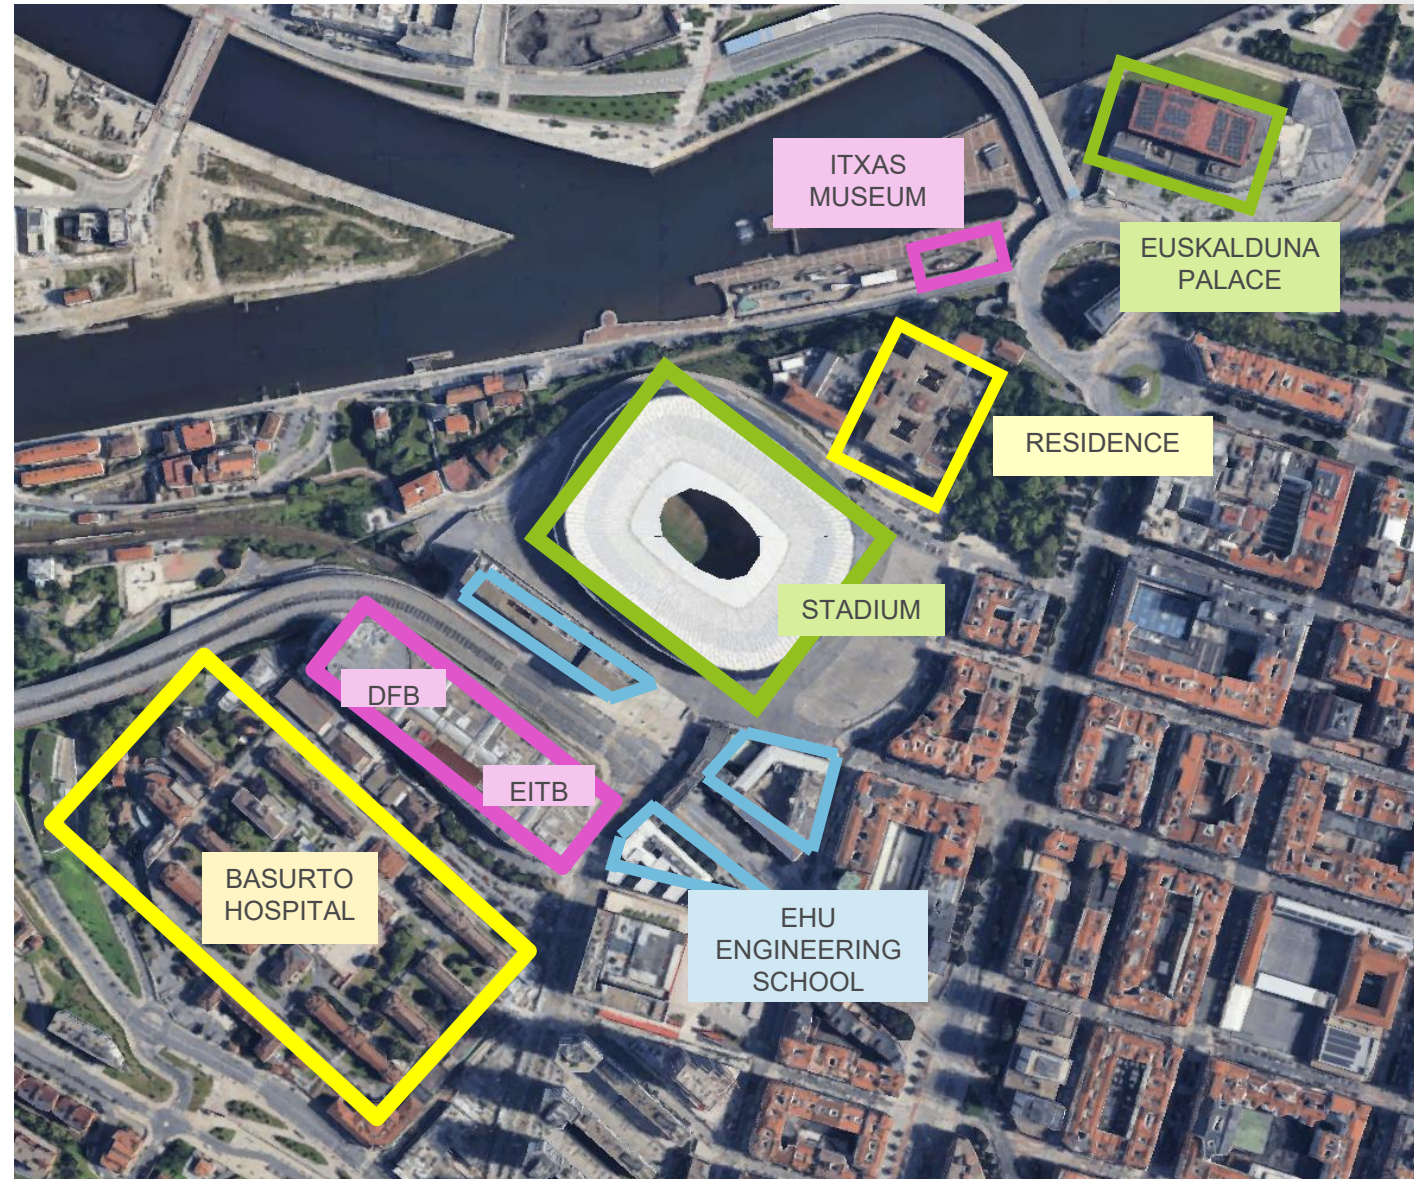 ITXAS
MUSEUM
EUSKALDUNA
PALACE
RESIDENCE
STADIUM
DFB
EITB
BASURTO
HOSPITAL
EHU
ENGINEERING
SCHOOL